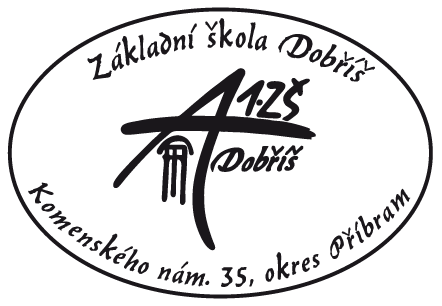 Základní škola Dobříš
1.ZŠ
Dobříš
Komenského nám. 35, okres Příbram